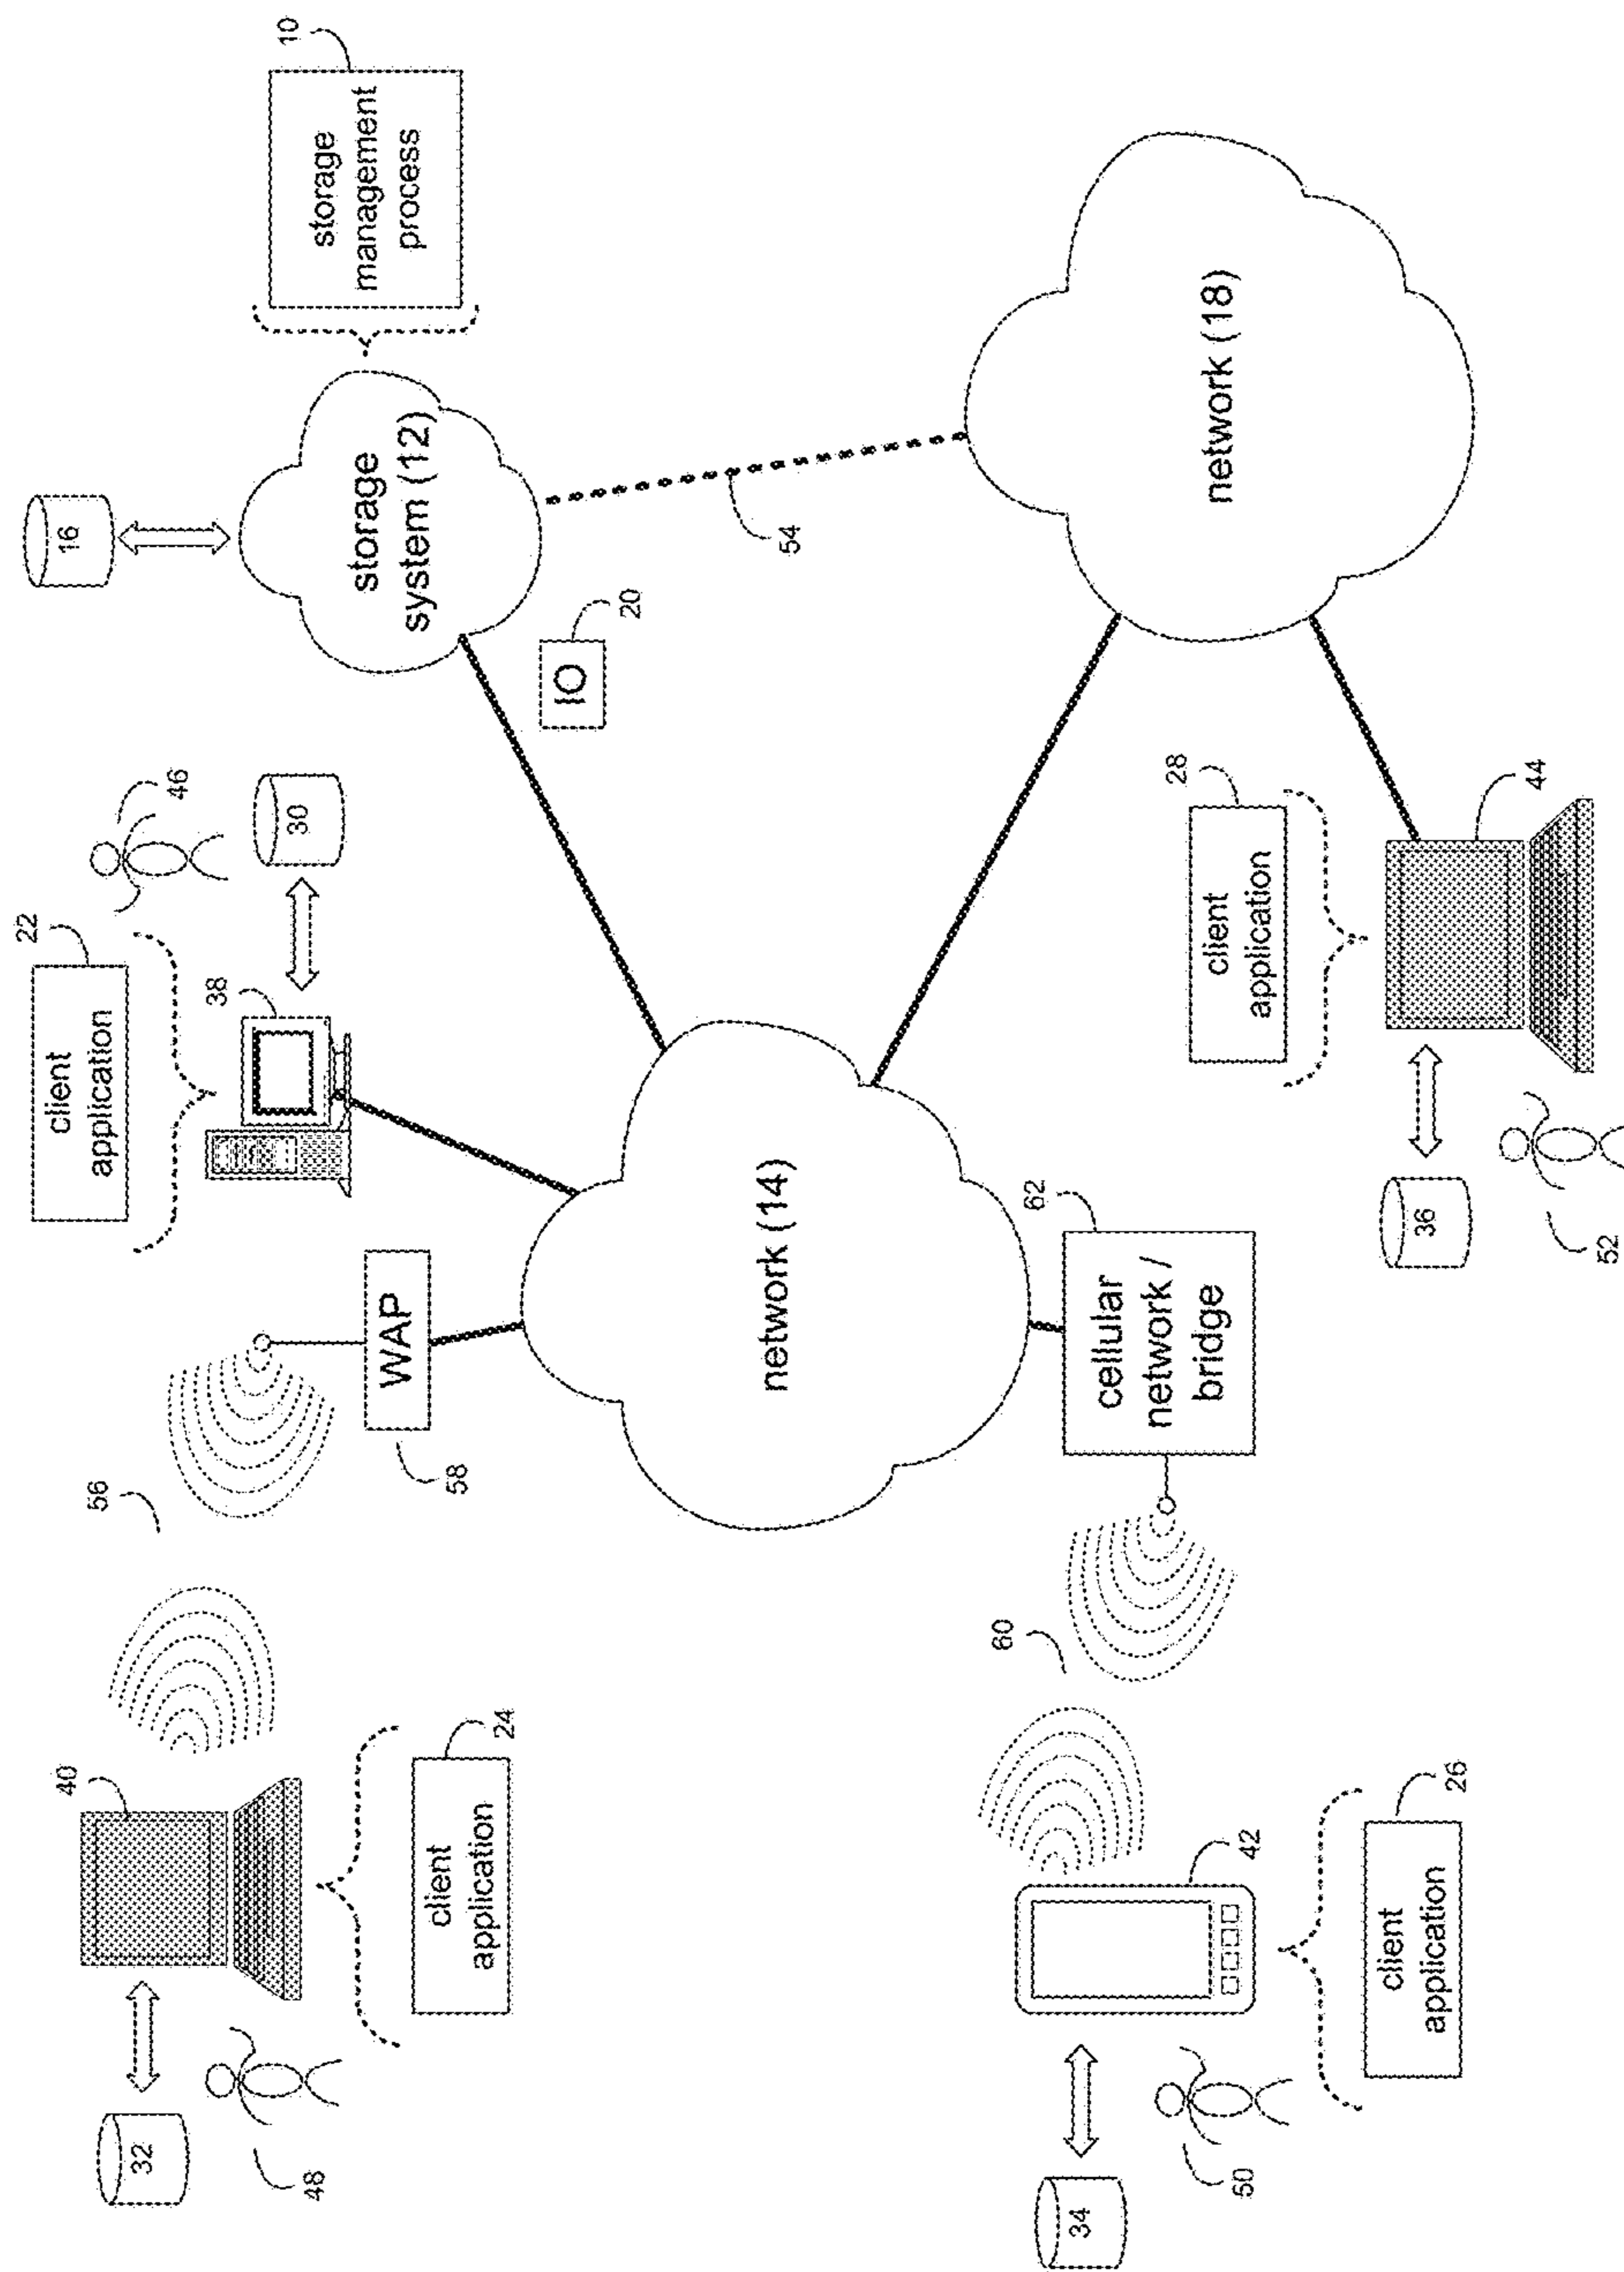 32
40
56
22
client
application
46
16
10
storage
management
process
48
24
client
application
58
WAP
38
30
storage
system (12)
IO
20
54
network (14)
network (18)
34
42
60
62
cellular
network /
bridge
50
26
client
application
36
28
client
application
44
52